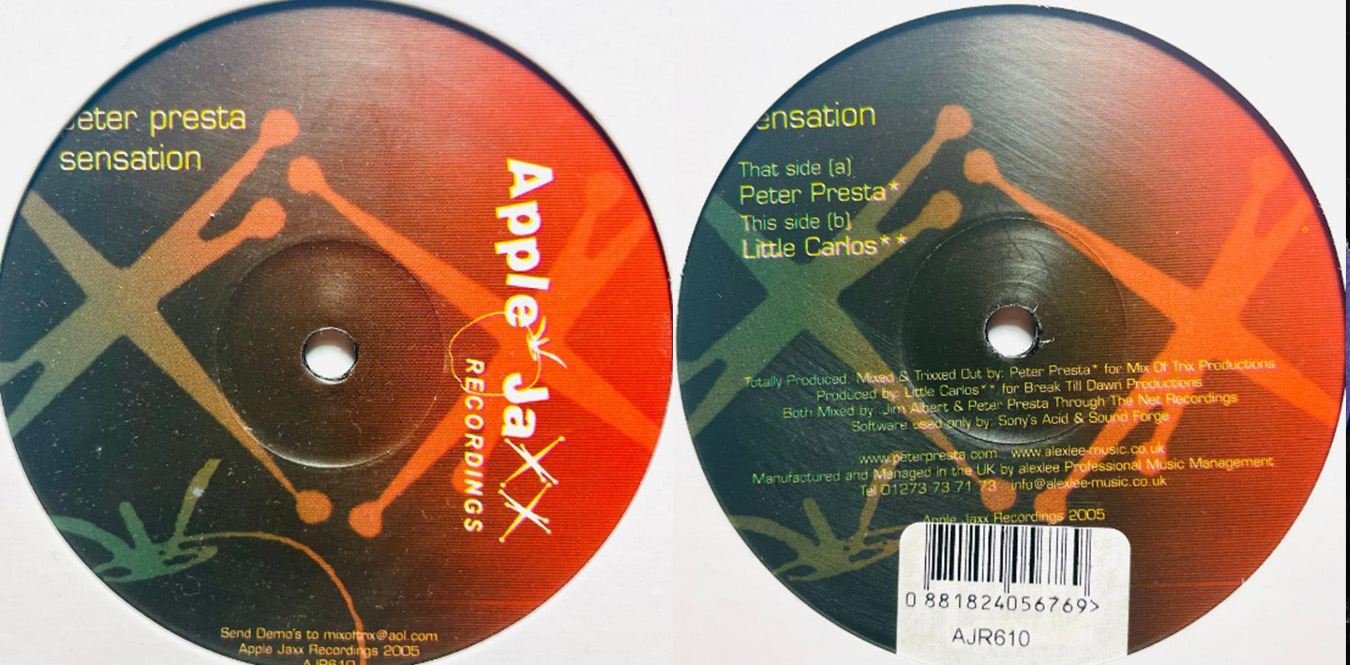 peter presta
sensation
Apple Jaxx
RECORDINGS
Send Demo's to mixoftrix@aol.com
Apple Jaxx Recordings 2005
AJR610
sensation
That side (a)
Peter Presta*
This side (b)
Little Carlos**
Totally Produced, Mixed & Trixxed Out by: Peter Presta* for Mix Of Trix Productions
Produced by: Little Carlos** for Break Till Dawn Productions
Both Mixed by: Jim Albert & Peter Presta Through The Net Recordings
Software used only by: Sony's Acid & Sound Forge
www.peterpresta.com www.alexlee-music.co.uk
Manufactured and Managed in the UK by alexlee Professional Music Management
Tel 01273 73 71 73 info@alexlee-music.co.uk
Apple Jaxx Recordings 2005
0 881824056769>
AJR610